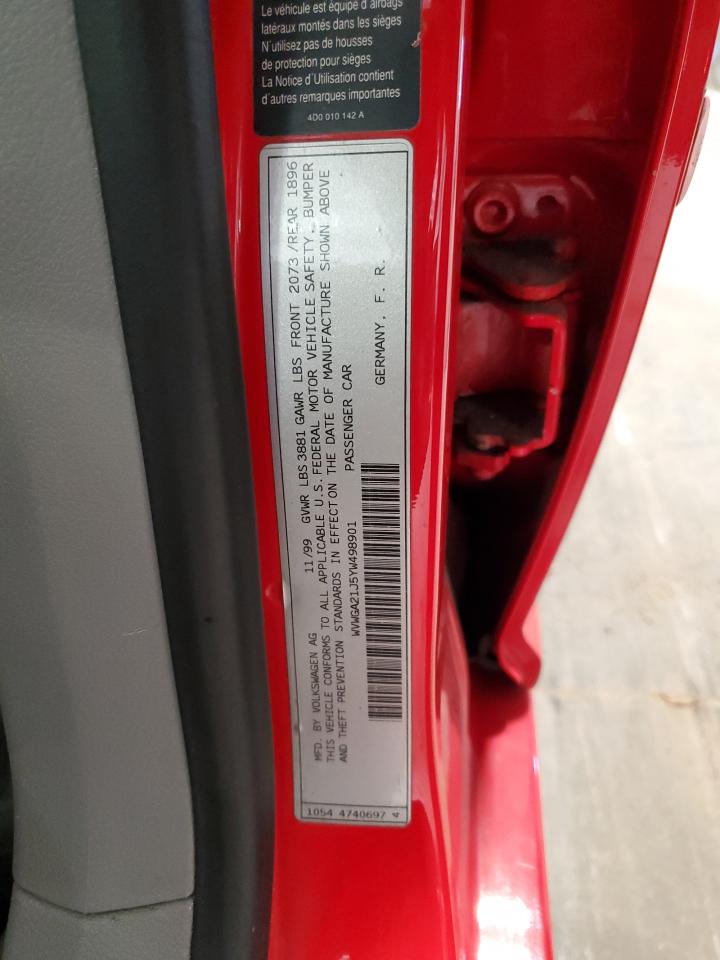 Le véhicule est équipé d'airbags
latéraux montés dans les sièges
N'utilisez pas de housses
de protection pour sièges
La Notice d'Utilisation contient
d'autres remarques importantes
4D0 010 142 A
MFD. BY VOLKSWAGEN AG 11/99 GVWR LBS 3881 GAWR LBS FRONT 2073 /REAR 1896
THIS VEHICLE CONFORMS TO ALL APPLICABLE U.S. FEDERAL MOTOR VEHICLE SAFETY, BUMPER
AND THEFT PREVENTION STANDARDS IN EFFECT ON THE DATE OF MANUFACTURE SHOWN ABOVE
WVWGA21J5YW498901 PASSENGER CAR
GERMANY, F. R.
1054 4740697 4